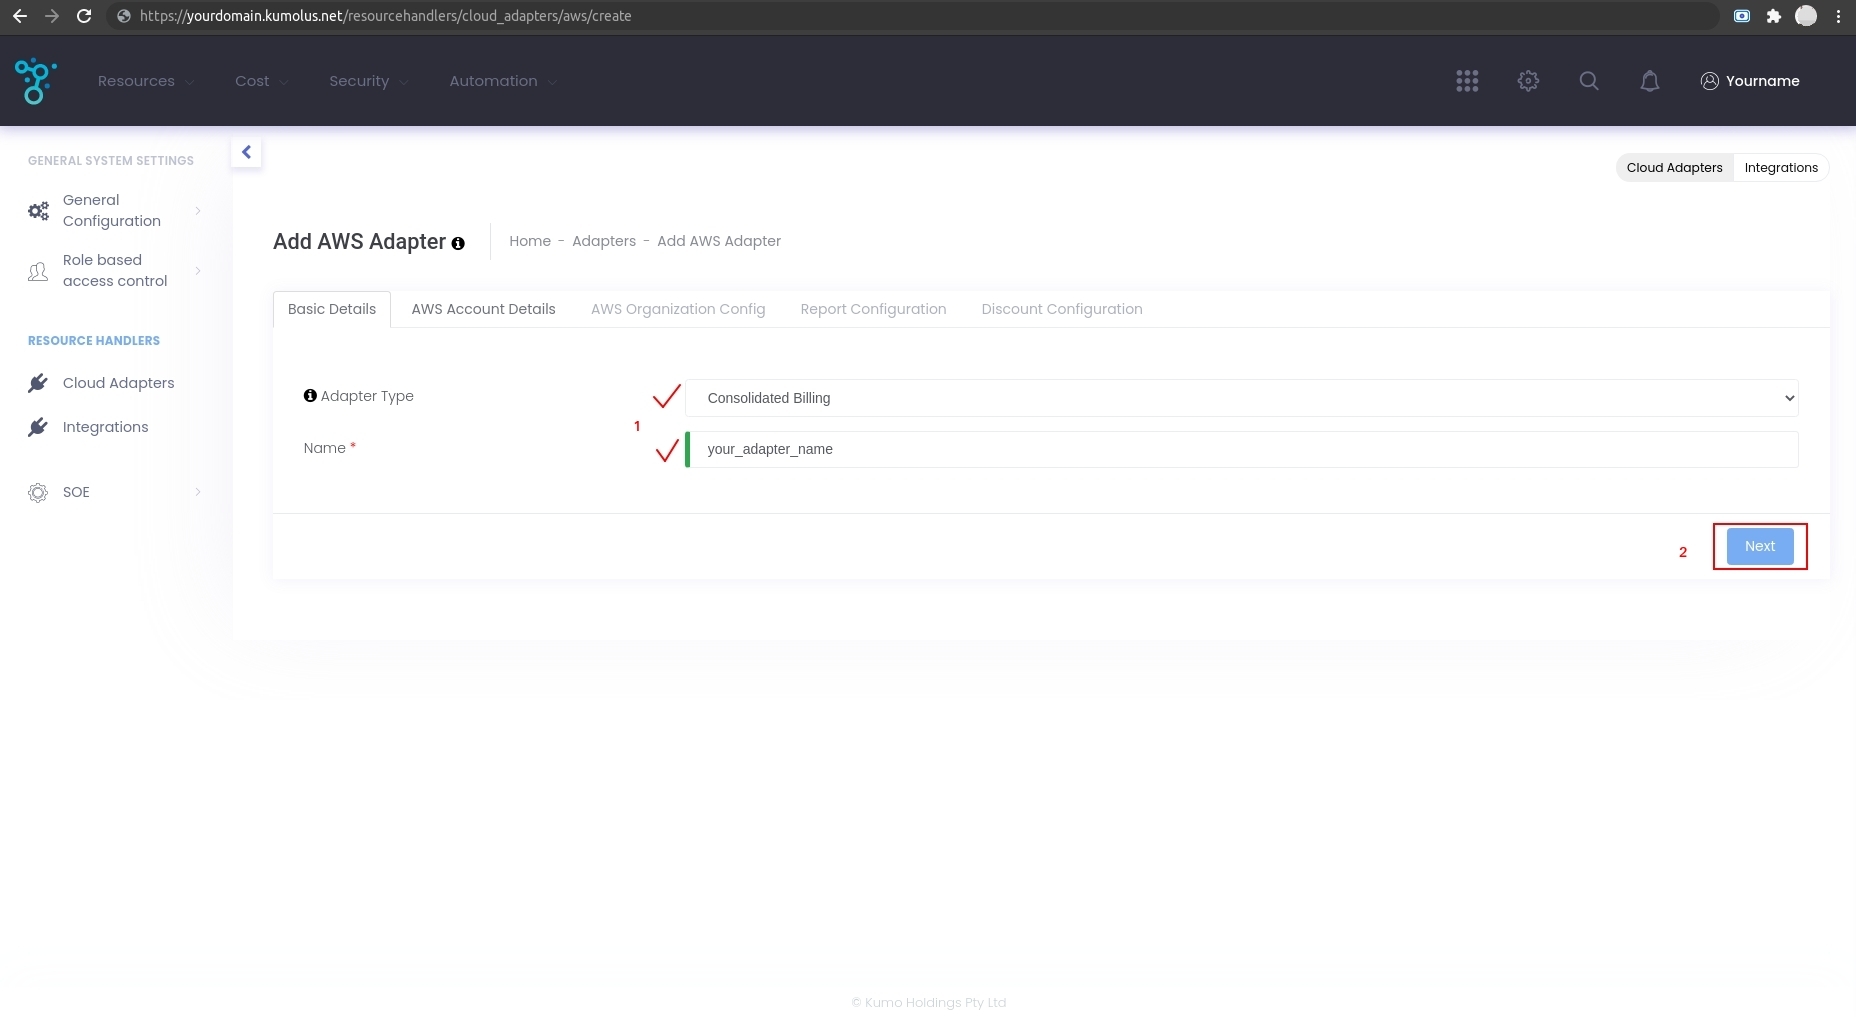 https://yourdomain.kumolus.net/resourcehandlers/cloud_adapters/aws/create
Resources Cost Security Automation Yourname
GENERAL SYSTEM SETTINGS
General
Configuration
Role based
access control
RESOURCE HANDLERS
Cloud Adapters
Integrations
SOE
Cloud Adapters Integrations
Add AWS Adapter Home - Adapters - Add AWS Adapter
Basic Details AWS Account Details AWS Organization Config Report Configuration Discount Configuration
Adapter Type Consolidated Billing
1
Name * your_adapter_name
2 Next
© Kumo Holdings Pty Ltd